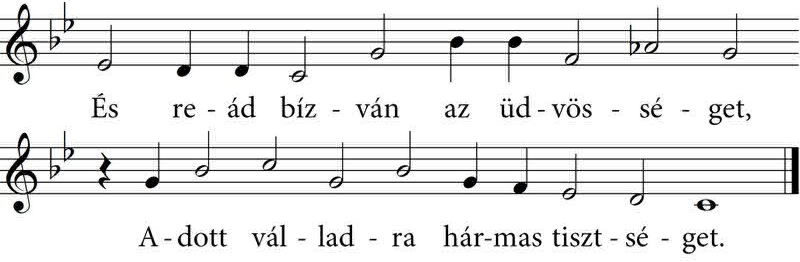 És re - ád bíz - ván az üd - vös - sé - get,
A - dott vál - lad - ra hár-mas tiszt - sé - get.